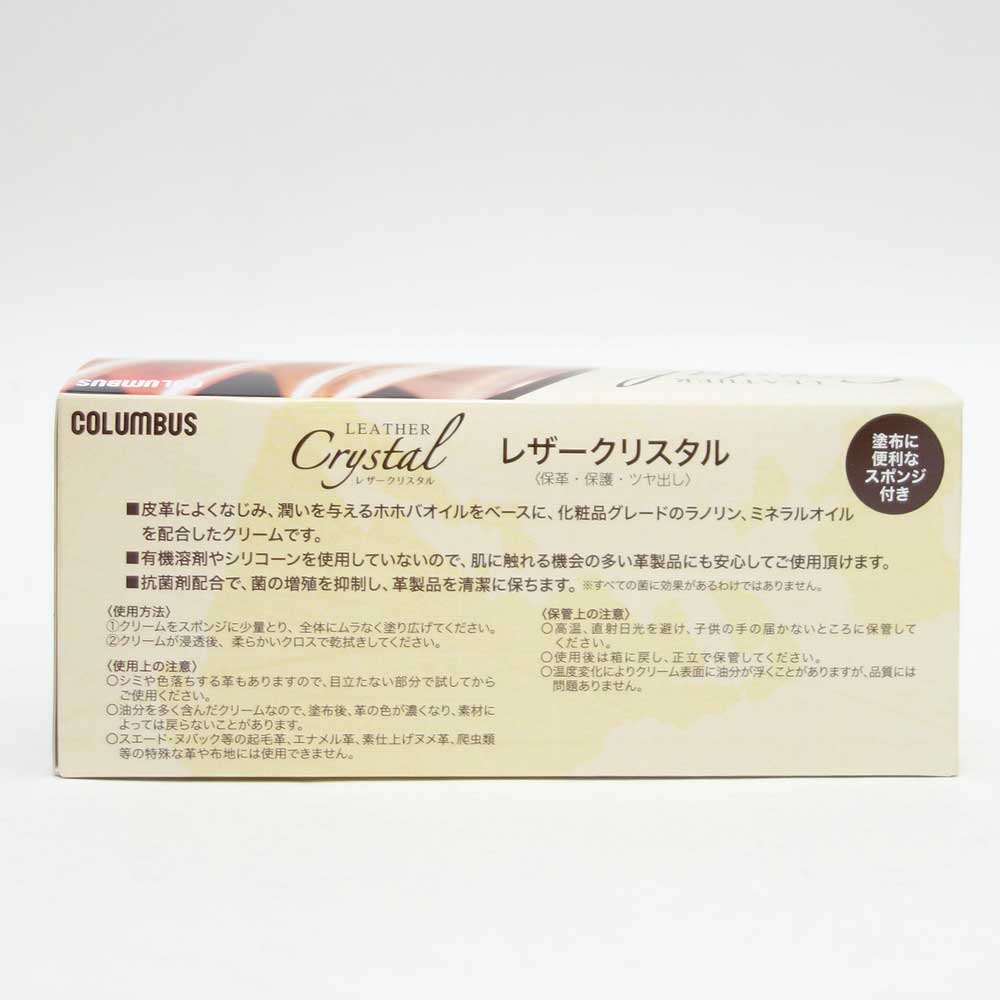 COLUMBUS
LEATHER
COLUMBUS
LEATHER
Crystal
レザークリスタル
レザークリスタル
〈保革・保護・ツヤ出し〉
塗布に
便利な
スポンジ
付き
■皮革によくなじみ、潤いを与えるホホバオイルをベースに、化粧品グレードのラノリン、ミネラルオイル
を配合したクリームです。
■有機溶剤やシリコーンを使用していないので、肌に触れる機会の多い革製品にも安心してご使用頂けます。
■抗菌剤配合で、菌の増殖を抑制し、革製品を清潔に保ちます。※すべての菌に効果があるわけではありません。
〈使用方法〉
①クリームをスポンジに少量とり、全体にムラなく塗り広げてください。
②クリームが浸透後、柔らかいクロスで乾拭きしてください。
〈使用上の注意〉
○シミや色落ちする革もありますので、目立たない部分で試してから
ご使用ください。
○油分を多く含んだクリームなので、塗布後、革の色が濃くなり、素材に
よっては戻らないことがあります。
○スエード・ヌバック等の起毛革、エナメル革、素仕上げヌメ革、爬虫類
等の特殊な革や布地には使用できません。
〈保管上の注意〉
○高温、直射日光を避け、子供の手の届かないところに保管して
ください。
○使用後は箱に戻し、正立で保管してください。
○温度変化によりクリーム表面に油分が浮くことがありますが、品質には
問題ありません。